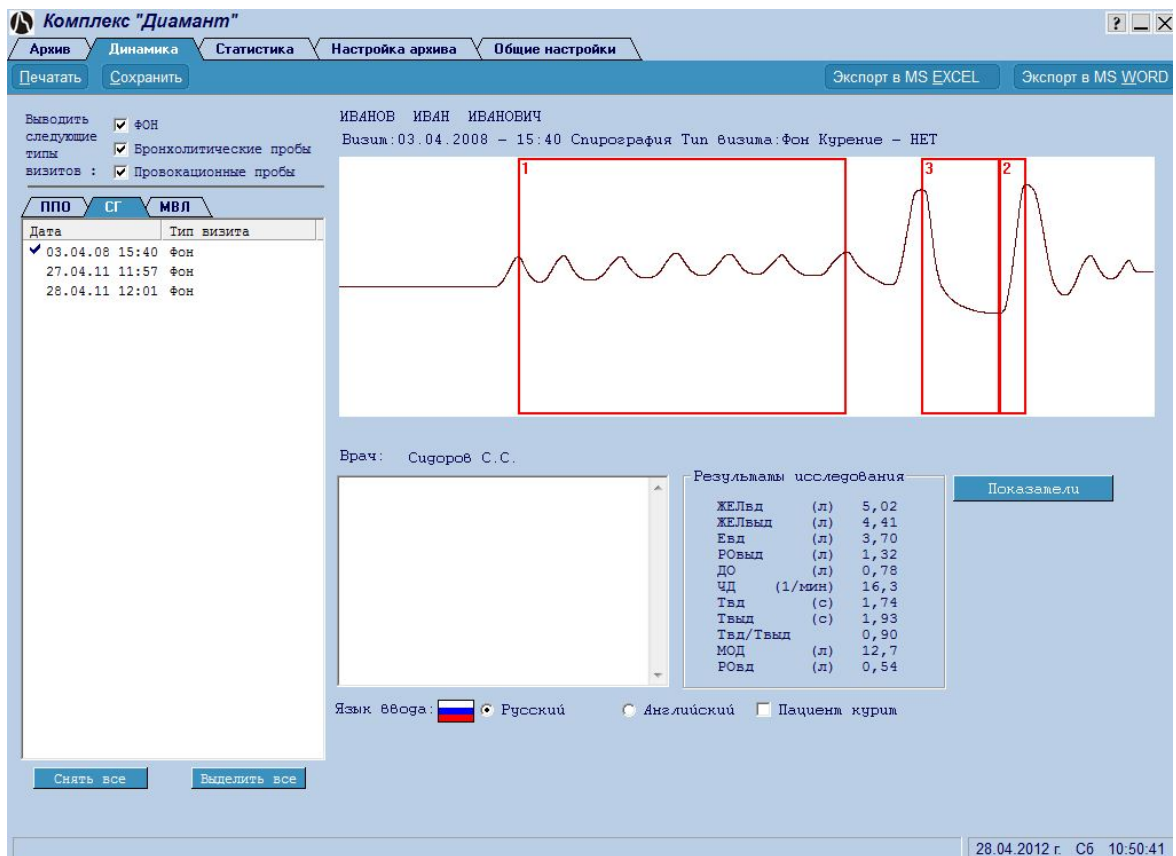 Комплекс "Диамант"
?
Архив Динамика Статистика Настройка архива Общие настройки
Печатать Сохранить Экспорт в MS EXCEL Экспорт в MS WORD
Выводить следующие типы визитов :
ФОН
Бронхолитические пробы
Провокационные пробы
ППО СГ МВЛ
Дата Тип визита
03.04.08 15:40 Фон
27.04.11 11:57 Фон
28.04.11 12:01 Фон
Снять все Выделить все
ИВАНОВ ИВАН ИВАНОВИЧ
Визит:03.04.2008 – 15:40 Спирография Тип визита:Фон Курение – НЕТ
1 3 2
Врач: Сидоров С.С.
Результаты исследования
ЖЕЛвд (л) 5,02
ЖЕЛвыд (л) 4,41
Евд (л) 3,70
РОвыд (л) 1,32
ДО (л) 0,78
ЧД (1/мин) 16,3
Твд (с) 1,74
Твыд (с) 1,93
Твд/Твыд 0,90
МОД (л) 12,7
РОвд (л) 0,54
Показатели
Язык ввода: Русский Английский Пациент курит
28.04.2012 г. Сб 10:50:41